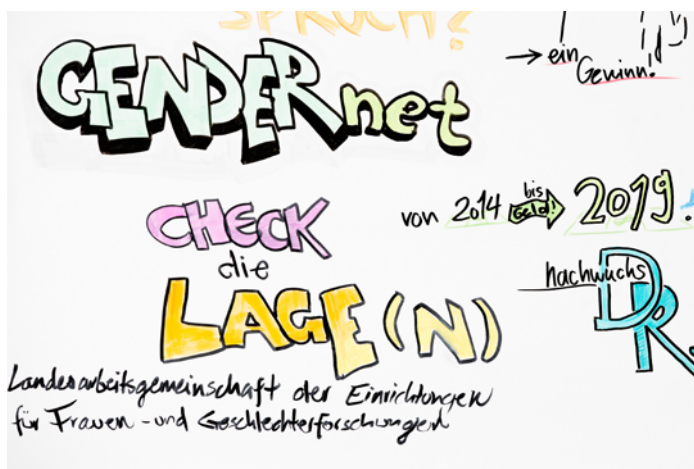 SPRUCH?
→ ein
Gewinn!
GENDERnet
CHECK
die
LAGE(N)
von 2014 bis 2019!
Geld!
nachwuchs
DR.
Landesarbeitsgemeinschaft der Einrichtungen
für Frauen-und Geschlechterforschungen